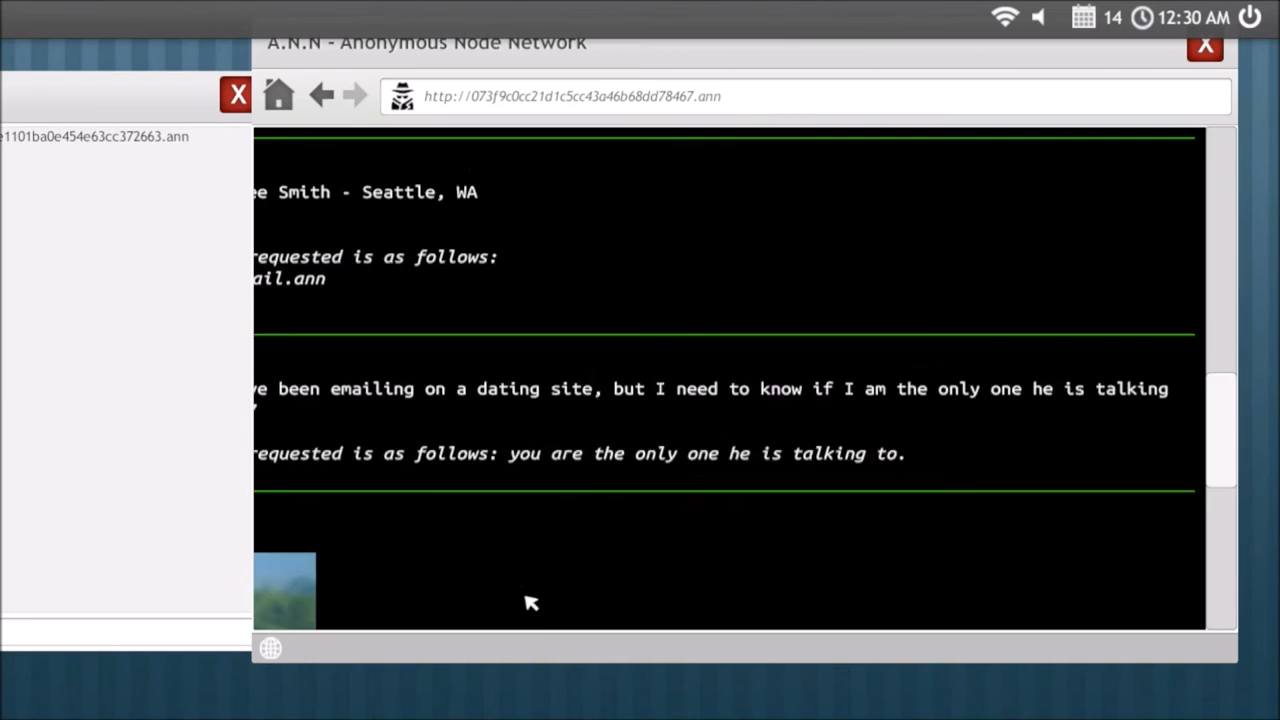 14 12:30 AM
A.N.N - Anonymous Node Network
X
X
http://073f9c0cc21d1c5cc43a46b68dd78467.ann
e1101ba0e454e63cc372663.ann
ee Smith - Seattle, WA
requested is as follows:
ail.ann
ve been emailing on a dating site, but I need to know if I am the only one he is talking
requested is as follows: you are the only one he is talking to.